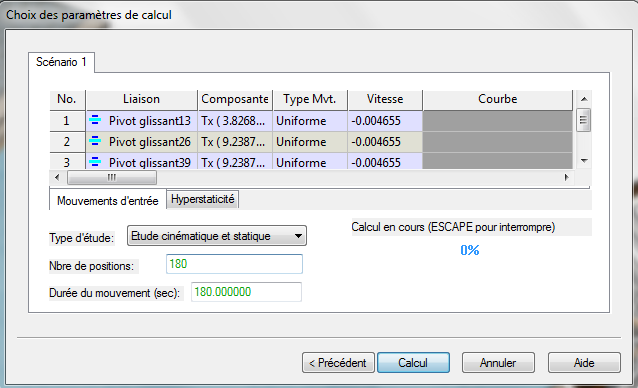 Choix des paramètres de calcul
Scénario 1
No. Liaison Composante Type Mvt. Vitesse Courbe
1 Pivot glissant13 Tx ( 3.8268... Uniforme -0.004655
2 Pivot glissant26 Tx ( 9.2387... Uniforme -0.004655
3 Pivot glissant39 Tx ( 9.2387... Uniforme -0.004655
Mouvements d'entrée Hyperstaticité
Type d'étude: Etude cinématique et statique
Calcul en cours (ESCAPE pour interrompre)
0%
Nbre de positions: 180
Durée du mouvement (sec): 180.000000
< Précédent Calcul Annuler Aide